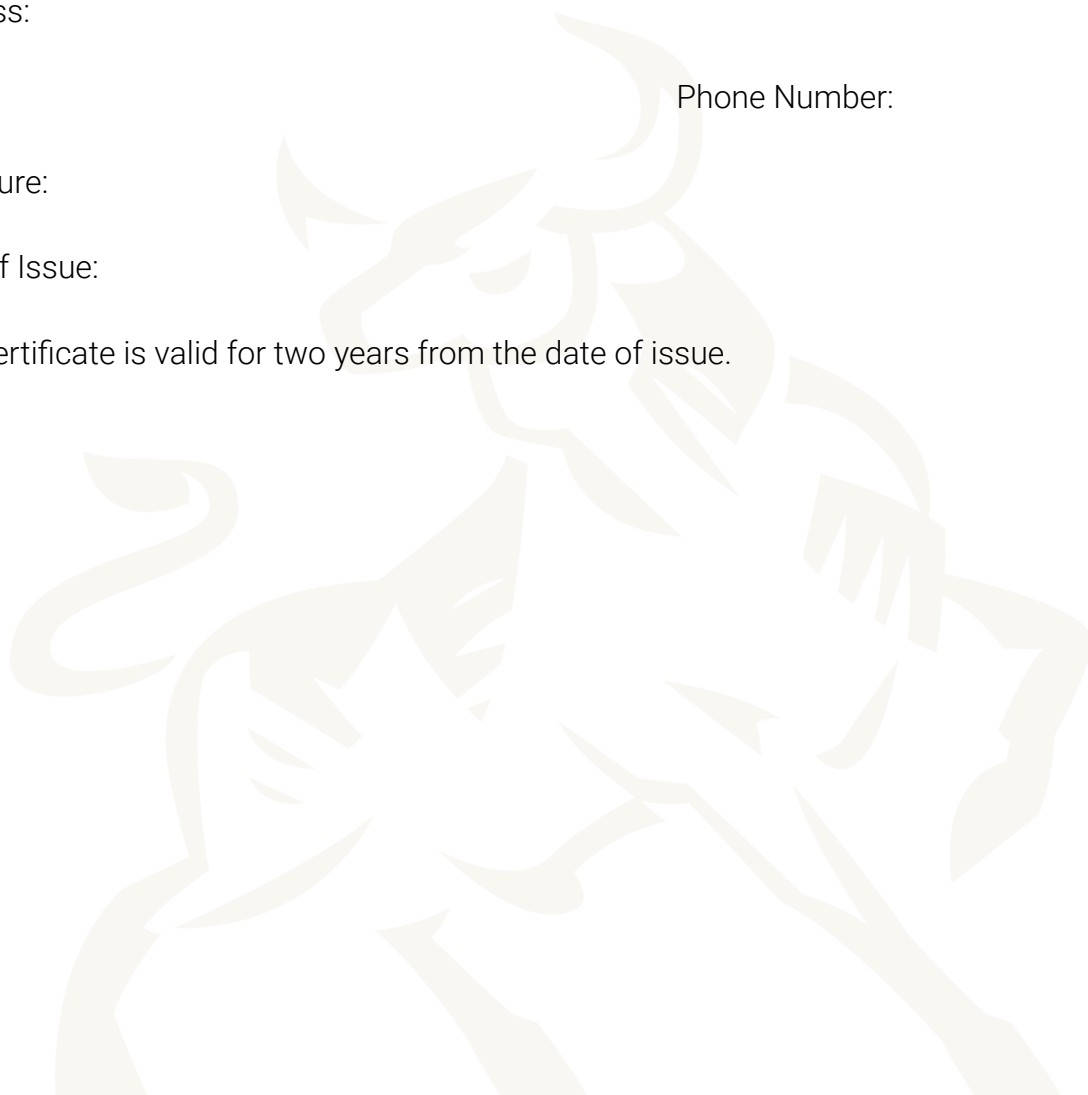 ss:
Phone Number:
ure:
f Issue:
ertificate is valid for two years from the date of issue.